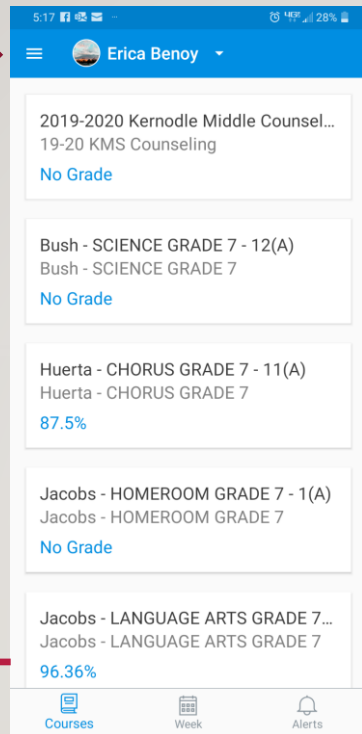 5:17
4GE 28%
Erica Benoy
2019-2020 Kernodle Middle Counsel...
19-20 KMS Counseling
No Grade
Bush - SCIENCE GRADE 7 - 12(A)
Bush - SCIENCE GRADE 7
No Grade
Huerta - CHORUS GRADE 7 - 11(A)
Huerta - CHORUS GRADE 7
87.5%
Jacobs - HOMEROOM GRADE 7 - 1(A)
Jacobs - HOMEROOM GRADE 7
No Grade
Jacobs - LANGUAGE ARTS GRADE 7...
Jacobs - LANGUAGE ARTS GRADE 7
96.36%
Courses
Week
Alerts